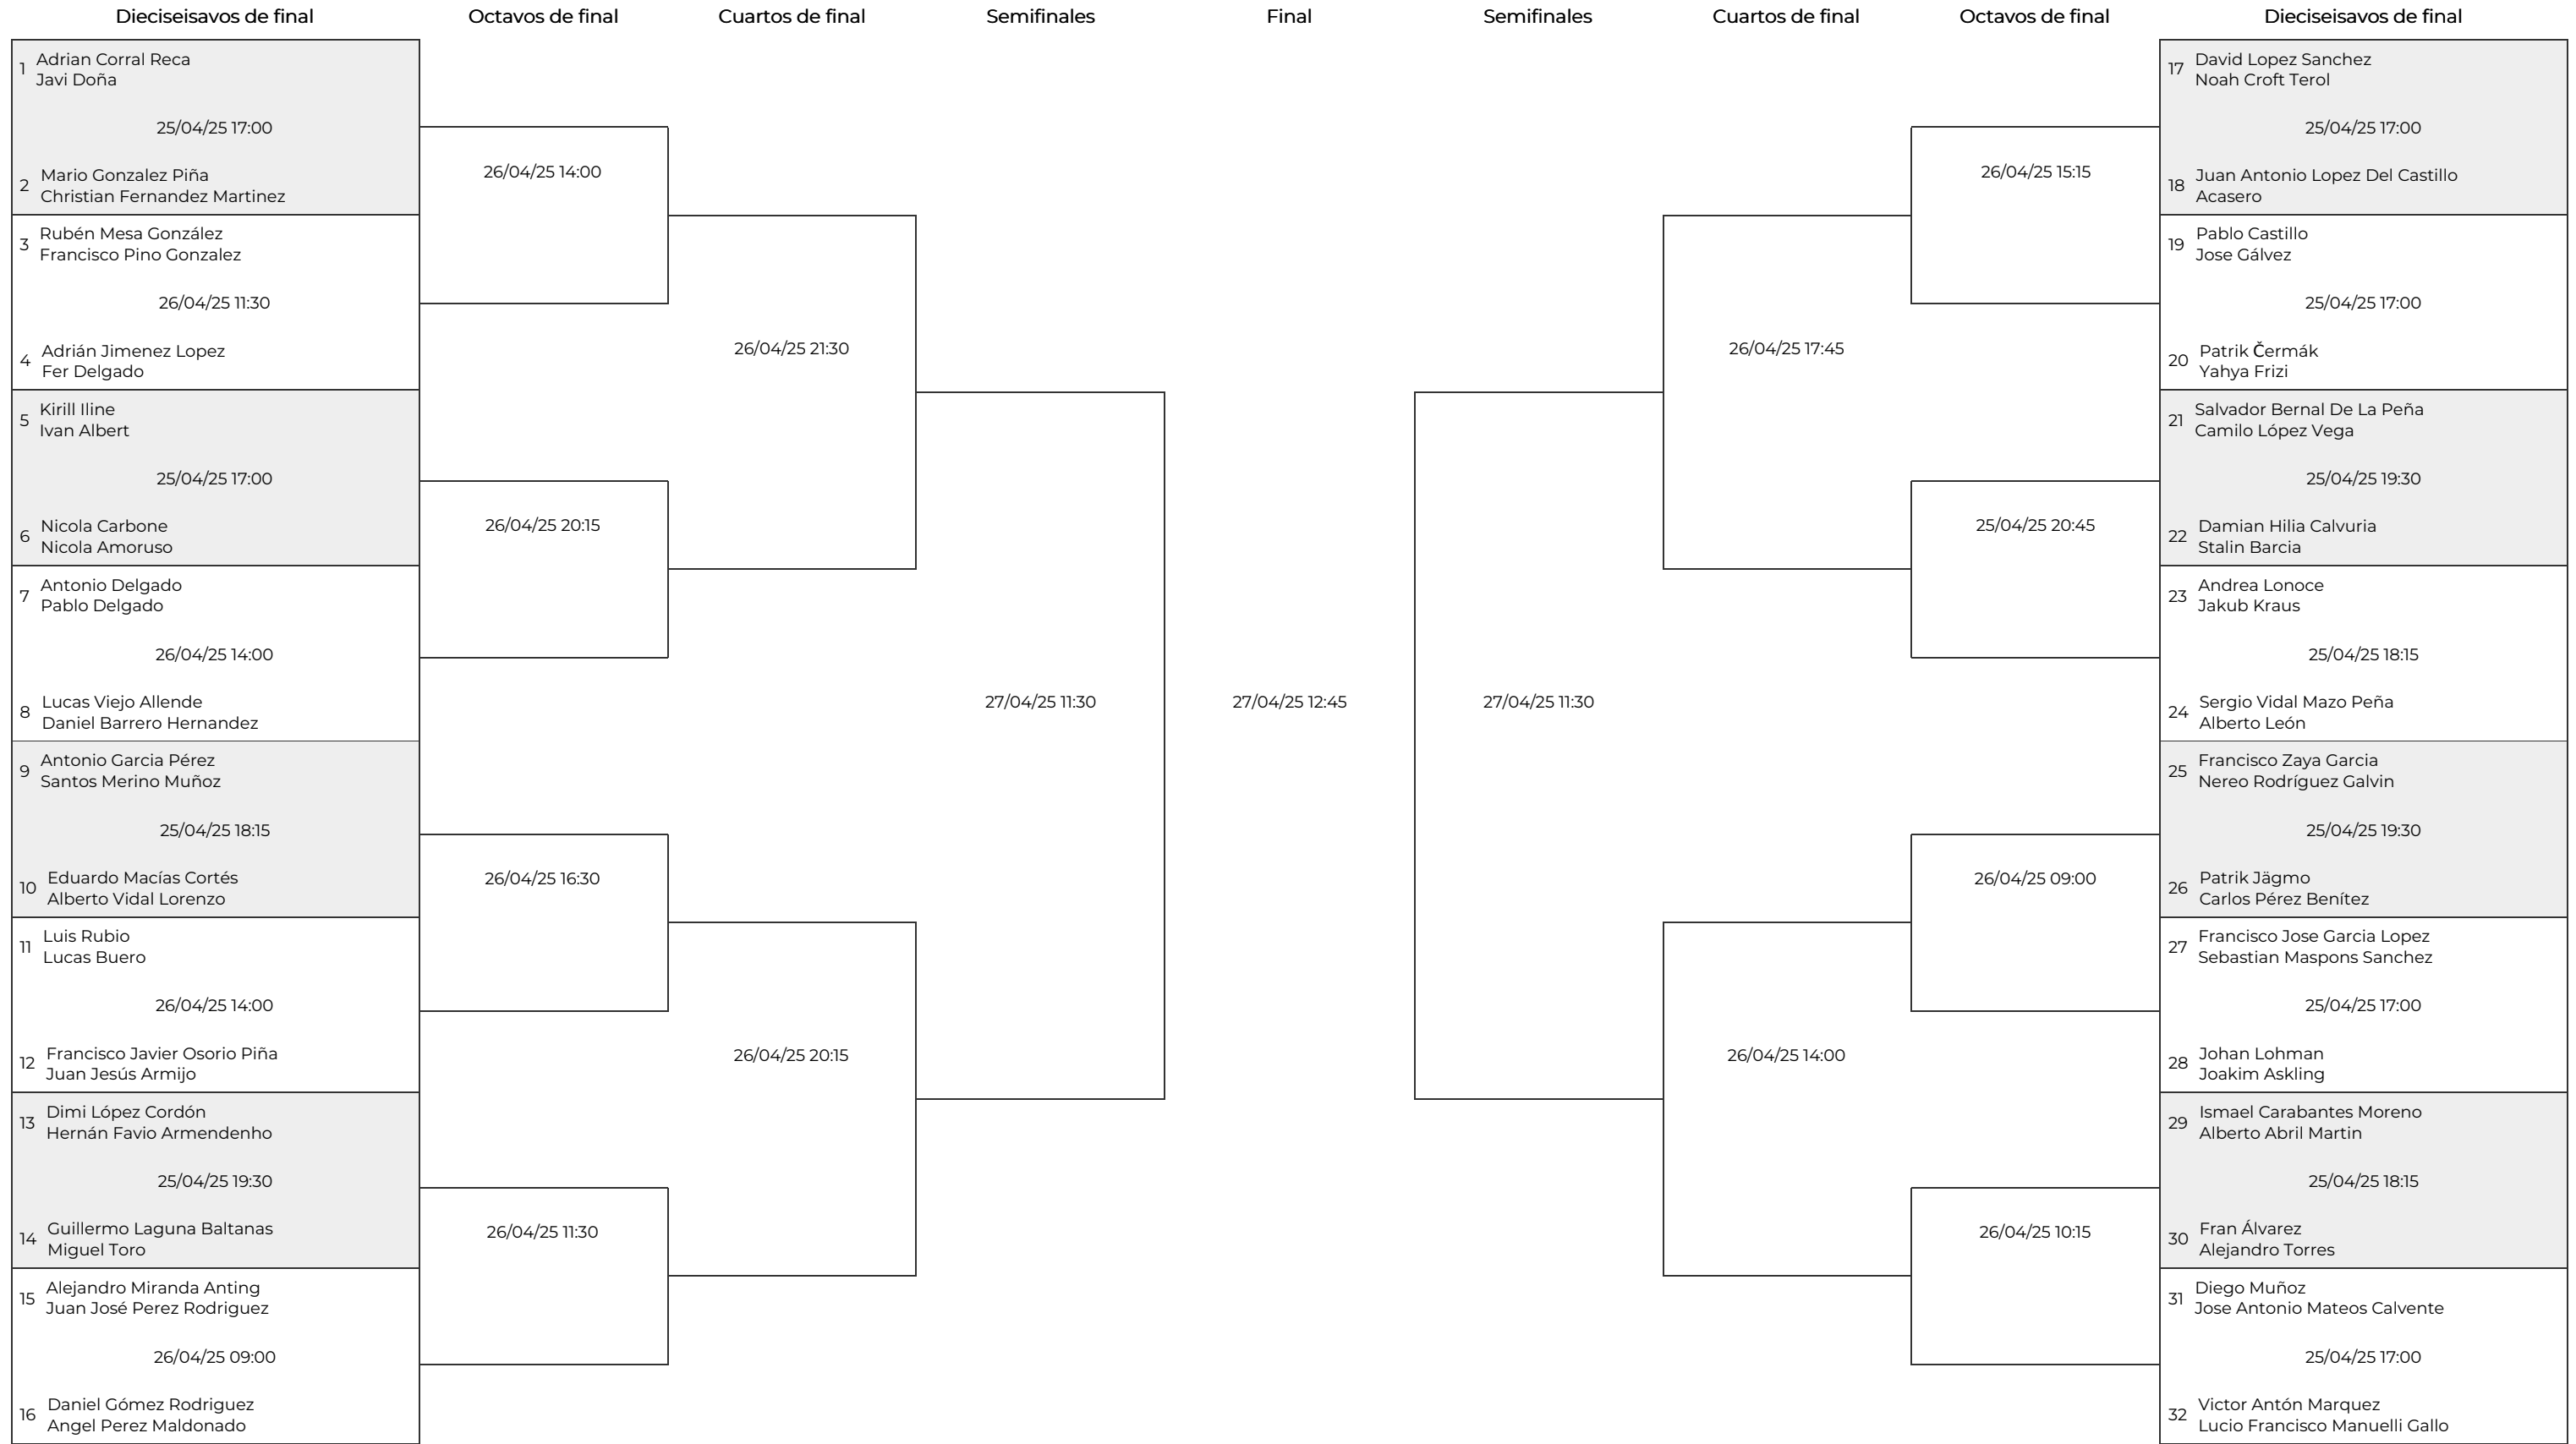 Dieciseisavos de final
Octavos de final
Cuartos de final
Semifinales
Final
Semifinales
Cuartos de final
Octavos de final
Dieciseisavos de final
1
Adrian Corral Reca
Javi Doña
25/04/25 17:00
2
Mario Gonzalez Piña
Christian Fernandez Martinez
3
Rubén Mesa González
Francisco Pino Gonzalez
26/04/25 11:30
4
Adrián Jimenez Lopez
Fer Delgado
5
Kirill Iline
Ivan Albert
25/04/25 17:00
6
Nicola Carbone
Nicola Amoruso
7
Antonio Delgado
Pablo Delgado
26/04/25 14:00
8
Lucas Viejo Allende
Daniel Barrero Hernandez
9
Antonio Garcia Pérez
Santos Merino Muñoz
25/04/25 18:15
10
Eduardo Macías Cortés
Alberto Vidal Lorenzo
11
Luis Rubio
Lucas Buero
26/04/25 14:00
12
Francisco Javier Osorio Piña
Juan Jesús Armijo
13
Dimi López Cordón
Hernán Favio Armendenho
25/04/25 19:30
14
Guillermo Laguna Baltanas
Miguel Toro
15
Alejandro Miranda Anting
Juan José Perez Rodriguez
26/04/25 09:00
16
Daniel Gómez Rodriguez
Angel Perez Maldonado
26/04/25 14:00
26/04/25 20:15
26/04/25 16:30
26/04/25 11:30
26/04/25 21:30
26/04/25 20:15
27/04/25 11:30
27/04/25 12:45
27/04/25 11:30
26/04/25 17:45
26/04/25 14:00
26/04/25 15:15
25/04/25 20:45
26/04/25 09:00
26/04/25 10:15
17
David Lopez Sanchez
Noah Croft Terol
25/04/25 17:00
18
Juan Antonio Lopez Del Castillo
Acasero
19
Pablo Castillo
Jose Gálvez
25/04/25 17:00
20
Patrik Čermák
Yahya Frizi
21
Salvador Bernal De La Peña
Camilo López Vega
25/04/25 19:30
22
Damian Hilia Calvuria
Stalin Barcia
23
Andrea Lonoce
Jakub Kraus
25/04/25 18:15
24
Sergio Vidal Mazo Peña
Alberto León
25
Francisco Zaya Garcia
Nereo Rodríguez Galvin
25/04/25 19:30
26
Patrik Jägmo
Carlos Pérez Benítez
27
Francisco Jose Garcia Lopez
Sebastian Maspons Sanchez
25/04/25 17:00
28
Johan Lohman
Joakim Askling
29
Ismael Carabantes Moreno
Alberto Abril Martin
25/04/25 18:15
30
Fran Álvarez
Alejandro Torres
31
Diego Muñoz
Jose Antonio Mateos Calvente
25/04/25 17:00
32
Victor Antón Marquez
Lucio Francisco Manuelli Gallo